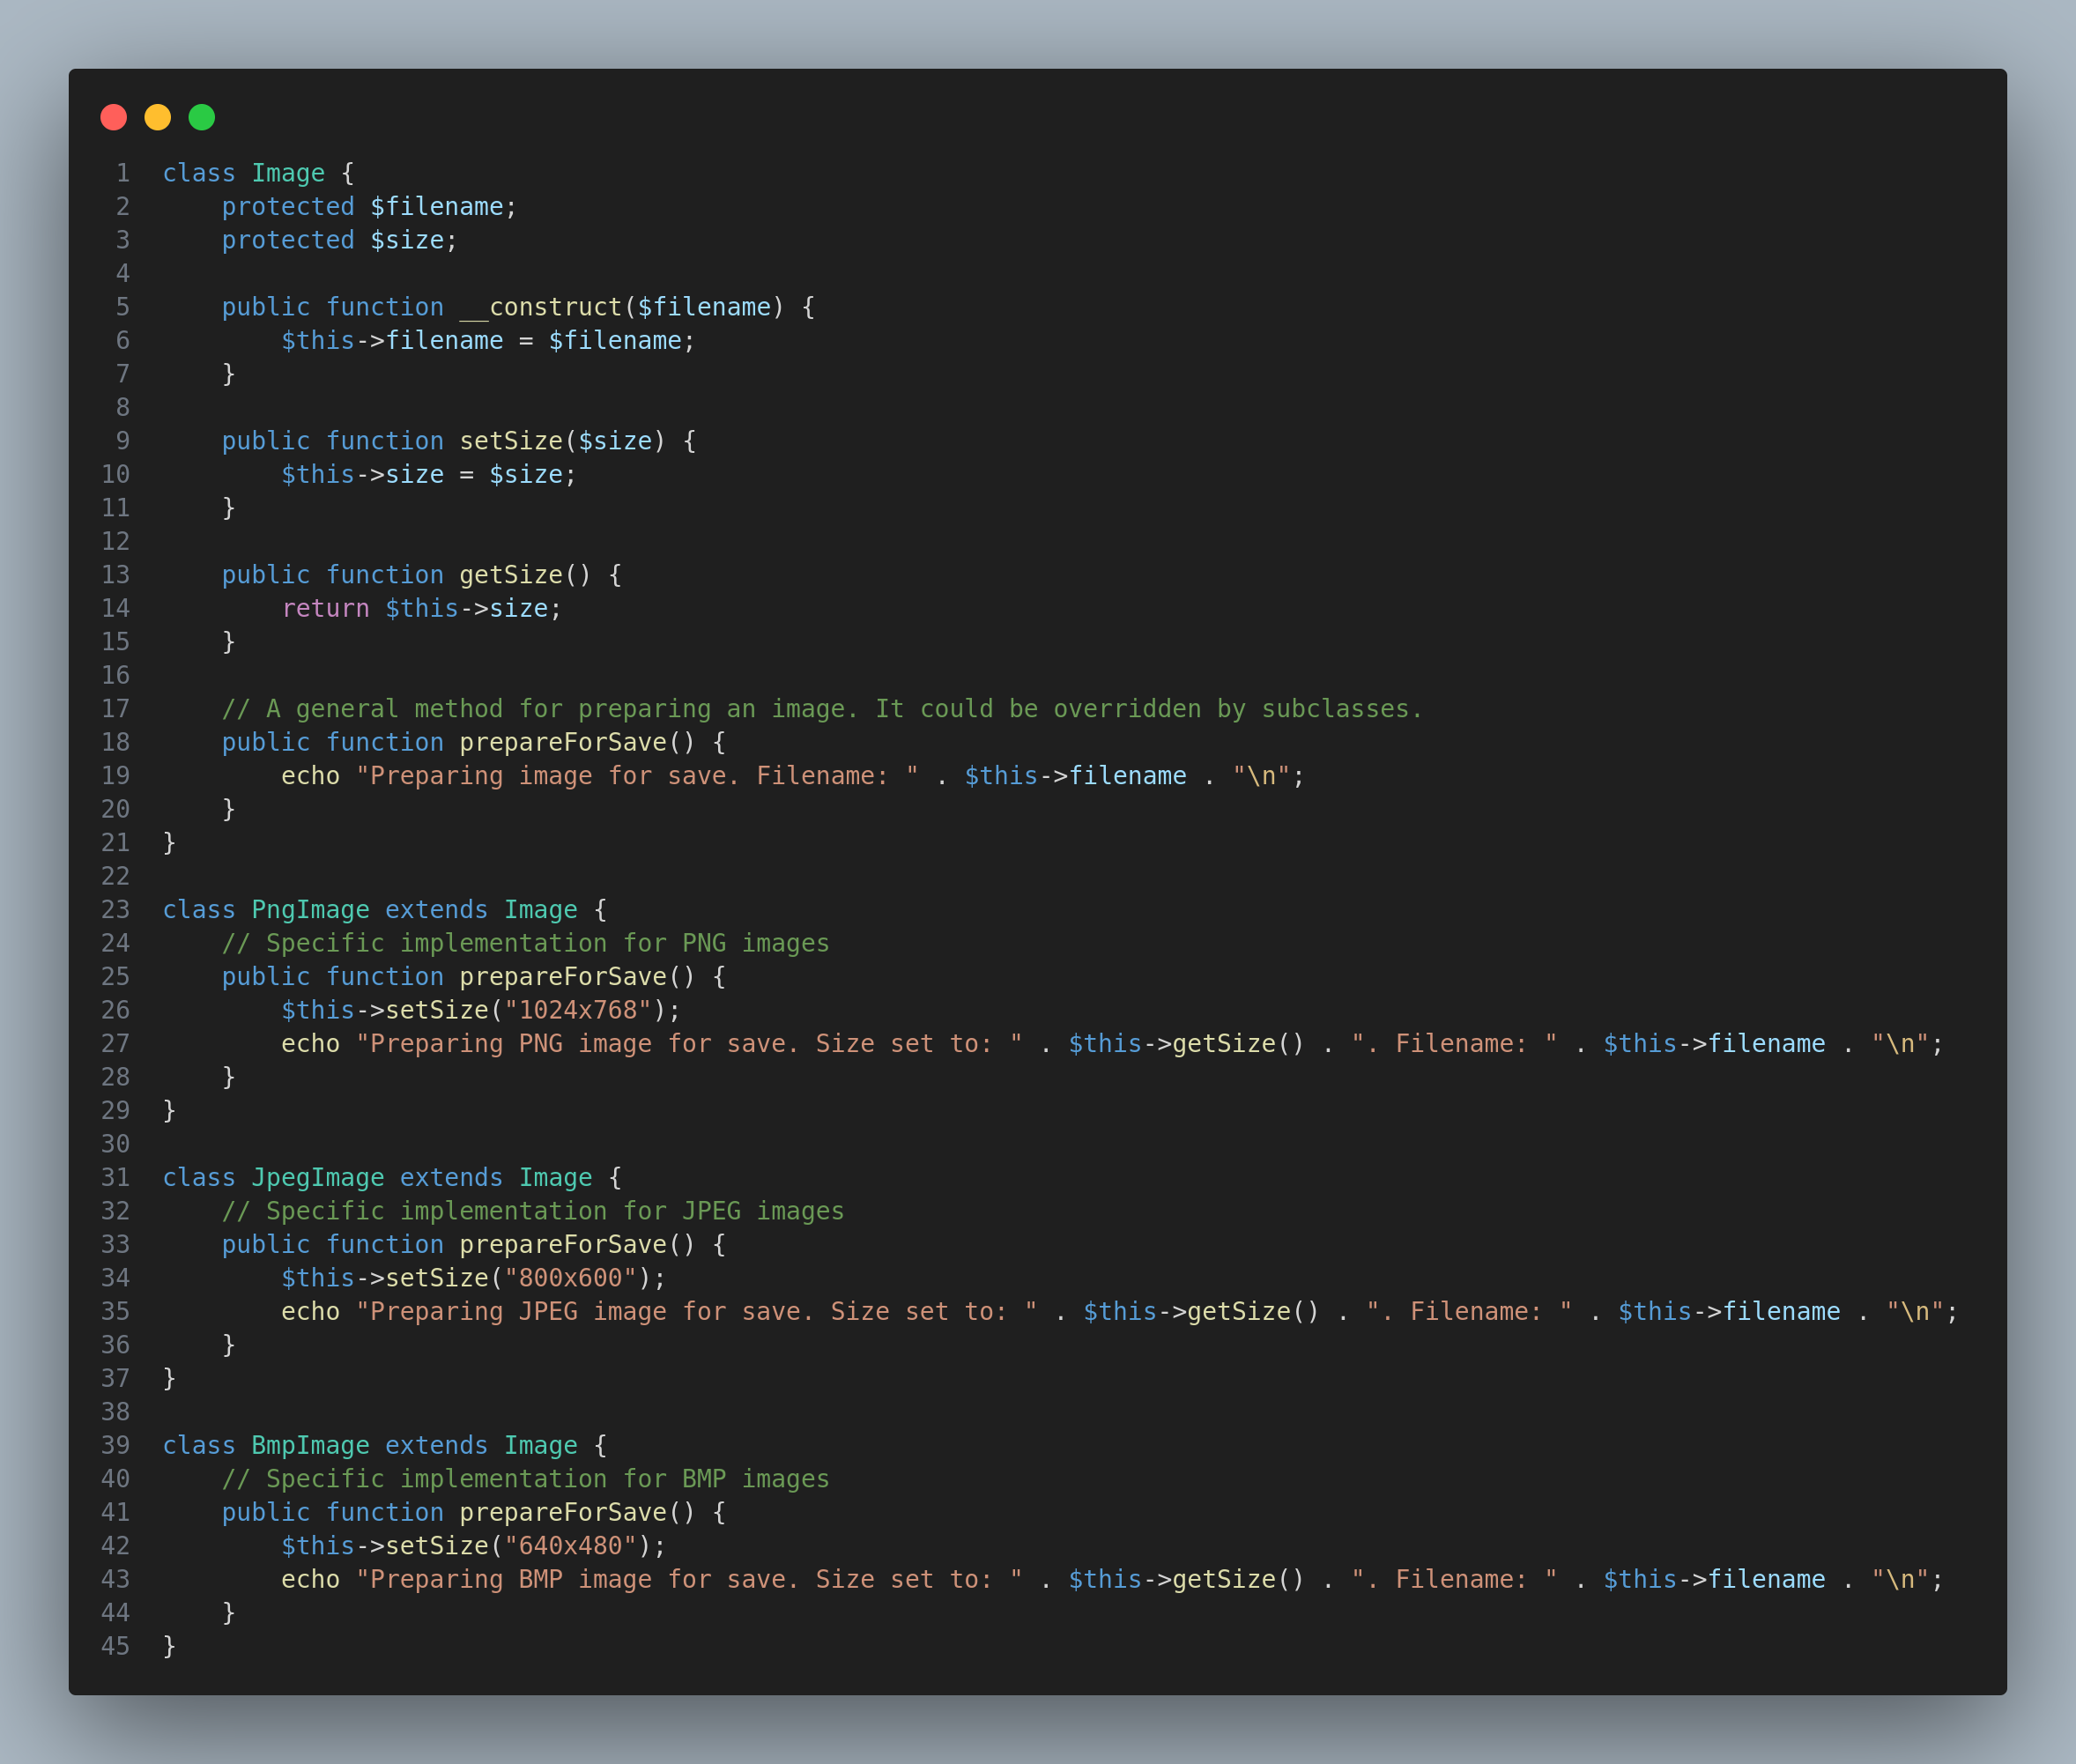 1 class Image {
2     protected $filename;
3     protected $size;
4
5     public function __construct($filename) {
6         $this->filename = $filename;
7     }
8
9     public function setSize($size) {
10         $this->size = $size;
11     }
12
13     public function getSize() {
14         return $this->size;
15     }
16
17     // A general method for preparing an image. It could be overridden by subclasses.
18     public function prepareForSave() {
19         echo "Preparing image for save. Filename: " . $this->filename . "\n";
20     }
21 }
22
23 class PngImage extends Image {
24     // Specific implementation for PNG images
25     public function prepareForSave() {
26         $this->setSize("1024x768");
27         echo "Preparing PNG image for save. Size set to: " . $this->getSize() . ". Filename: " . $this->filename . "\n";
28     }
29 }
30
31 class JpegImage extends Image {
32     // Specific implementation for JPEG images
33     public function prepareForSave() {
34         $this->setSize("800x600");
35         echo "Preparing JPEG image for save. Size set to: " . $this->getSize() . ". Filename: " . $this->filename . "\n";
36     }
37 }
38
39 class BmpImage extends Image {
40     // Specific implementation for BMP images
41     public function prepareForSave() {
42         $this->setSize("640x480");
43         echo "Preparing BMP image for save. Size set to: " . $this->getSize() . ". Filename: " . $this->filename . "\n";
44     }
45 }